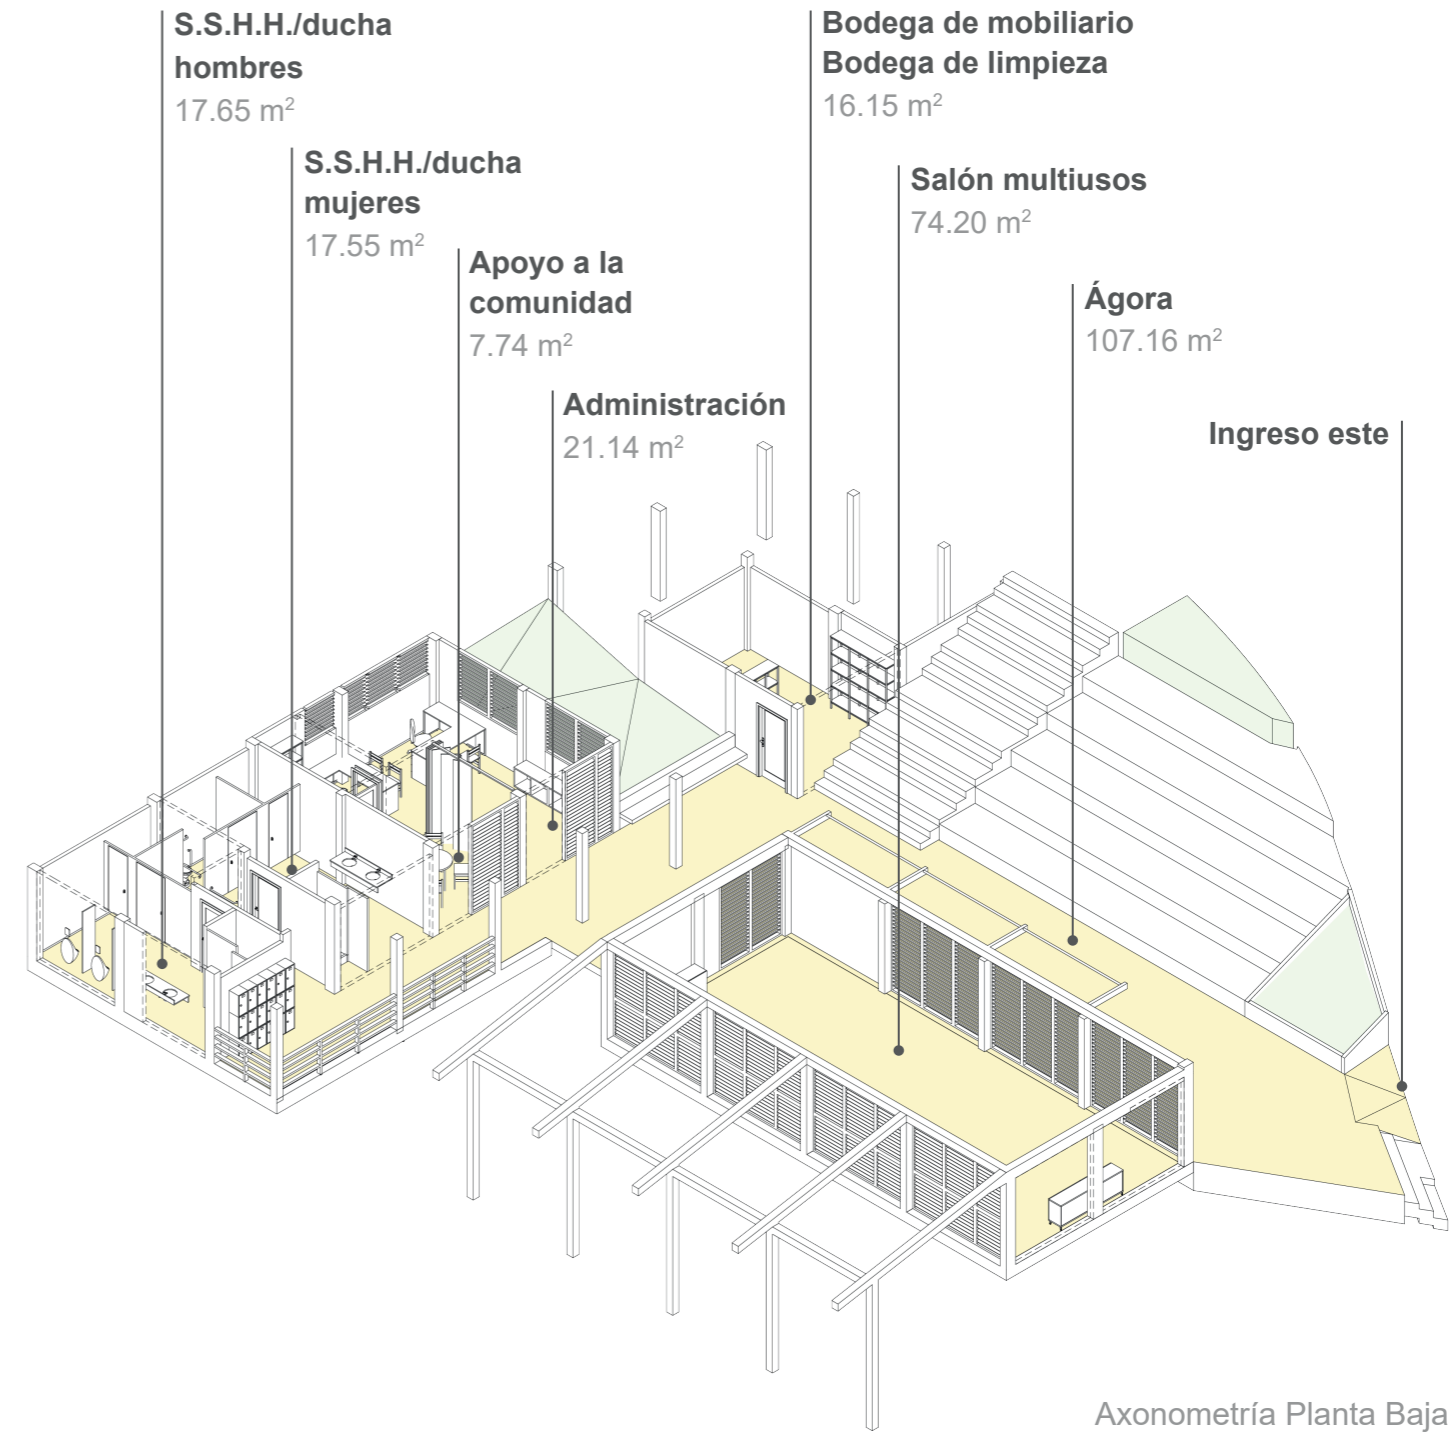 S.S.H.H./ducha
hombres
17.65 m²
S.S.H.H./ducha
mujeres
17.55 m²
Apoyo a la
comunidad
7.74 m²
Administración
21.14 m²
Bodega de mobiliario
Bodega de limpieza
16.15 m²
Salón multiusos
74.20 m²
Ágora
107.16 m²
Ingreso este
Axonometría Planta Baja